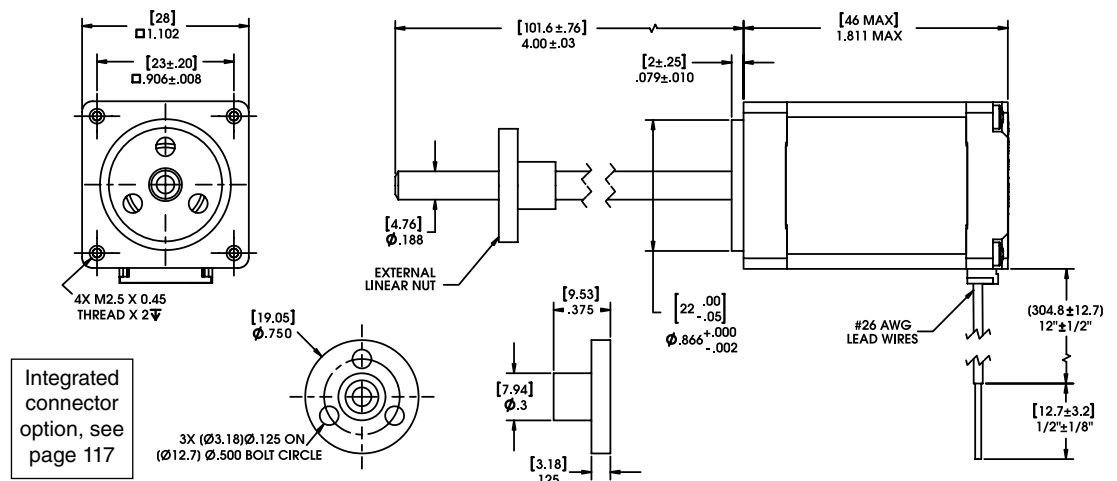 [28]
□1.102
[23±.20]
□.906±.008
[101.6±.76]
4.00±.03
[46 MAX]
1.811 MAX
[2±.25]
.079±.010
[4.76]
Ø.188
EXTERNAL
LINEAR NUT
4X M2.5 X 0.45
THREAD X 2↧
[19.05]
Ø.750
[9.53]
.375
[22 .00
-.05]
Ø.866+.000
-.002
#26 AWG
LEAD WIRES
(304.8±12.7)
12"±1/2"
Integrated
connector
option, see
page 117
[7.94]
Ø.3
3X (Ø3.18)Ø.125 ON
(Ø12.7) Ø.500 BOLT CIRCLE
[12.7±3.2]
1/2"±1/8"
[3.18]
.125